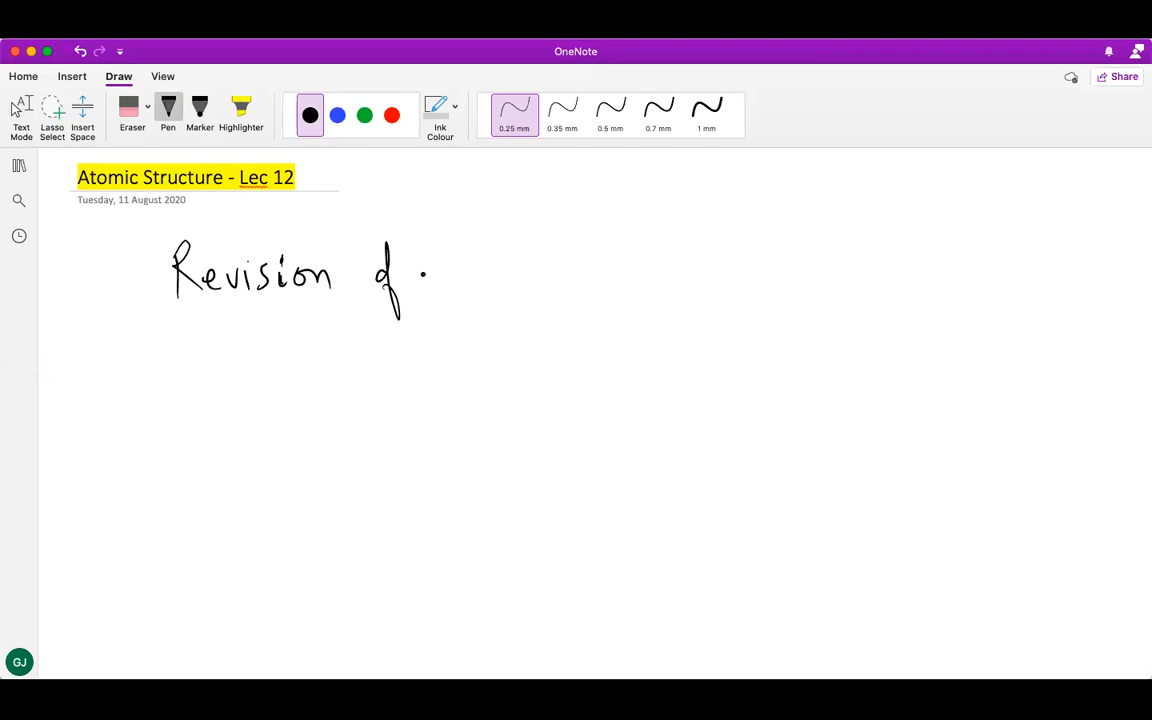 OneNote
Home Insert Draw View Share
Text Mode Lasso Select Insert Space Eraser Pen Marker Highlighter Ink Colour 0.25 mm 0.35 mm 0.5 mm 0.7 mm 1 mm
Atomic Structure - Lec 12
Tuesday, 11 August 2020
Revision of
GJ